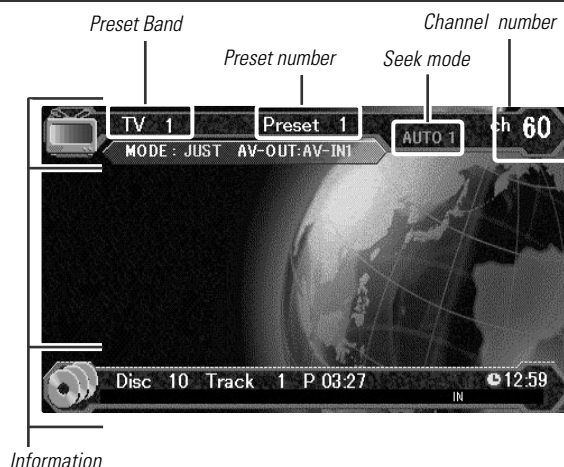 Preset Band
Channel number
Preset number
Seek mode
TV 1
Preset 1
AUTO 1
ch 60
MODE : JUST AV-OUT:AV-IN1
Disc 10 Track 1 P 03:27
12:59
IN
Information